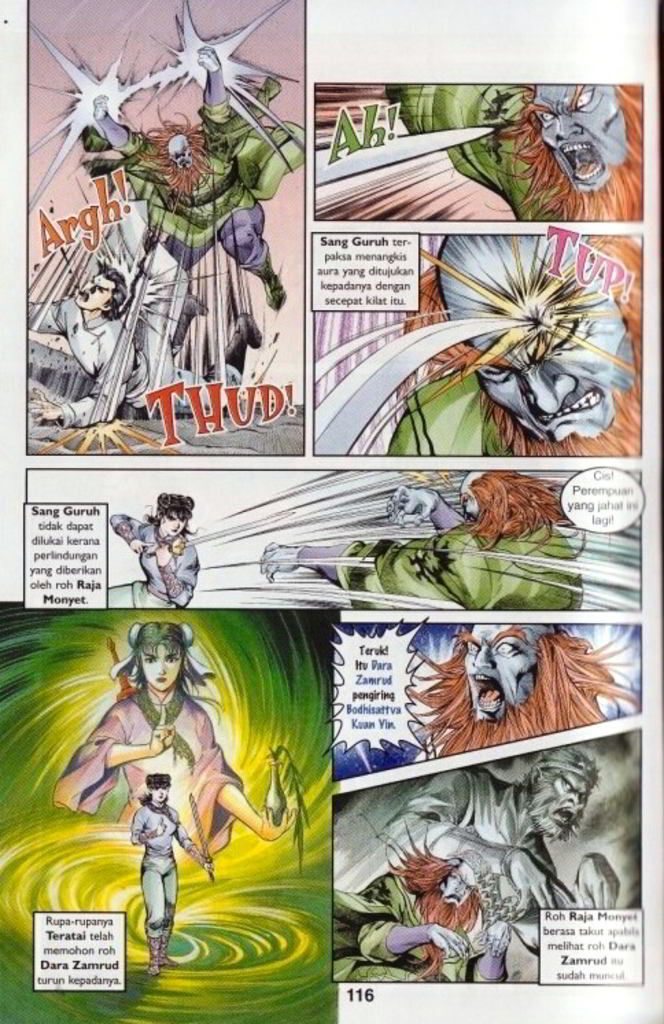 Argh!
THUD!
Ah!
Sang Guruh ter-
paksa menangkis
aura yang ditujukan
kepadanya dengan
secepat kilat itu.
TUP!
Sang Guruh
tidak dapat
dilukai kerana
perlindungan
yang diberikan
oleh roh Raja
Monyet.
Cis!
Perempuan
yang jahat ini
lagi!
Rupa-rupanya
Teratai telah
memohon roh
Dara Zamrud
turun kepadanya.
Teruk!
Itu Dara
Zamrud
pengiring
Bodhisattva
Kuan Yin.
Roh Raja Monyet
berasa takut apabila
melihat roh Dara
Zamrud itu
sudah muncul.
116